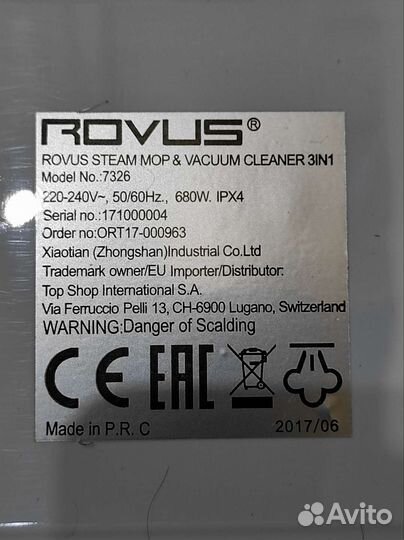 ROVUS®
ROVUS STEAM MOP & VACUUM CLEANER 3IN1
Model No.:7326
220-240V~, 50/60Hz., 680W. IPX4
Serial no.:171000004
Order no.:ORT17-000963
Xiaotian (Zhongshan)Industrial Co.Ltd
Trademark owner/EU Importer/Distributor:
Top Shop International S.A.
Via Ferruccio Pelli 13, CH-6900 Lugano, Switzerland
WARNING:Danger of Scalding
CE EAC
Made in P.R. C 2017/06
Avito